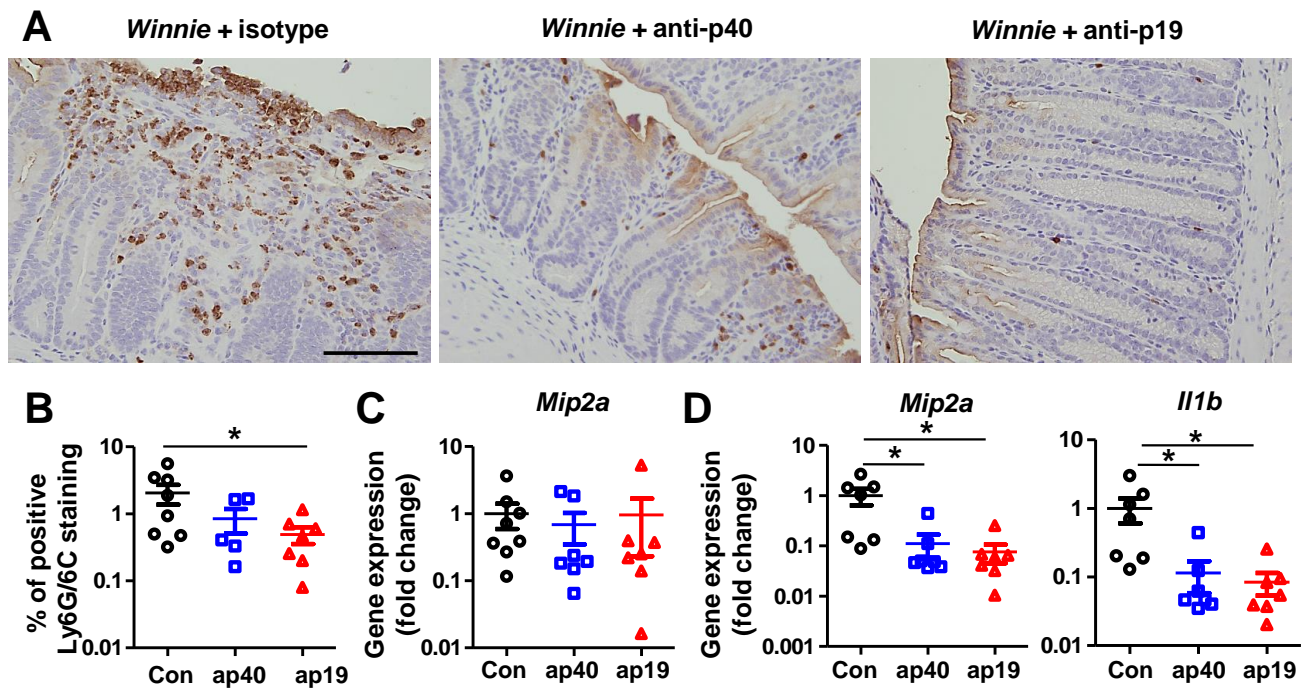 A
Winnie + isotype
Winnie + anti-p40
Winnie + anti-p19
B
% of positive
Ly6G/6C staining
10
1
0.1
0.01
*
Con ap40 ap19
C
Mip2a
Gene expression
(fold change)
10
1
0.1
0.01
Con ap40 ap19
D
Mip2a
Gene expression
(fold change)
10
1
0.1
0.01
0.001
*
*
Con ap40 ap19
Il1b
10
1
0.1
0.01
*
*
Con ap40 ap19